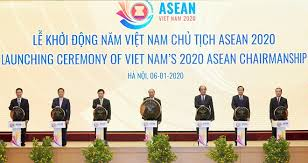 ASEAN
VIET NAM 2020
LỄ KHỞI ĐỘNG NĂM VIỆT NAM CHỦ TỊCH ASEAN 2020
LAUNCHING CEREMONY OF VIET NAM'S 2020 ASEAN CHAIRMANSHIP
HÀ NỘI, 06-01-2020